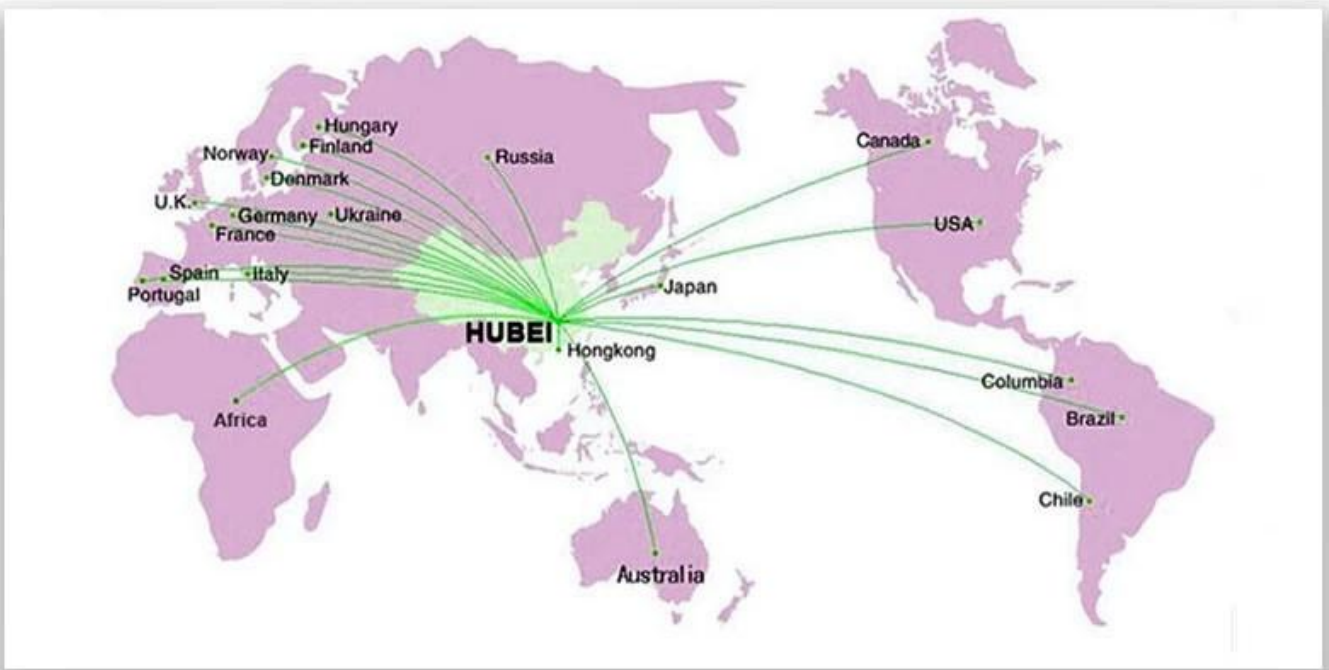 Hungary
Finland
Canada
Norway
Russia
Denmark
U.K.
Germany
Ukraine
USA
France
Spain
Italy
Japan
Portugal
HUBEI
Hongkong
Columbia
Africa
Brazil
Chile
Australia